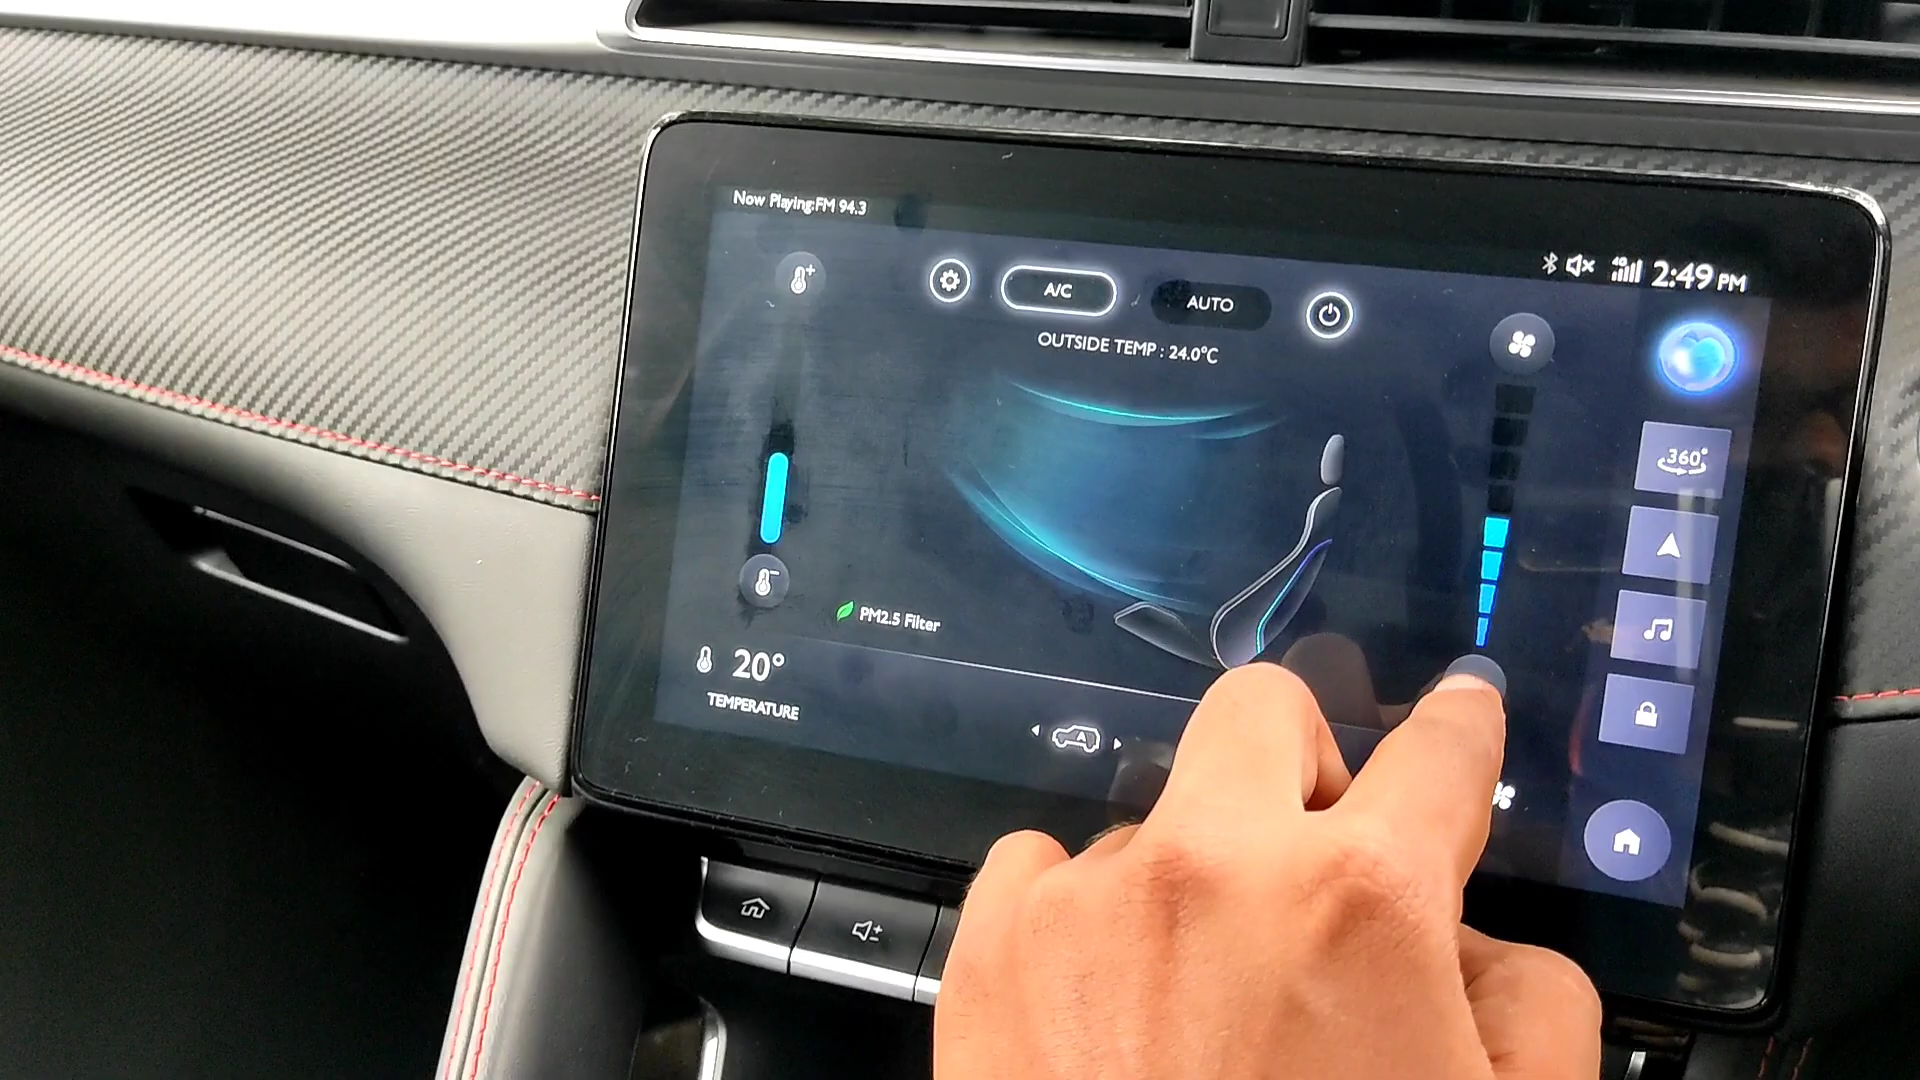 Now Playing:FM 94.3
4G 2:49 PM
A/C
AUTO
OUTSIDE TEMP : 24.0°C
360°
PM2.5 Filter
20°
TEMPERATURE
A